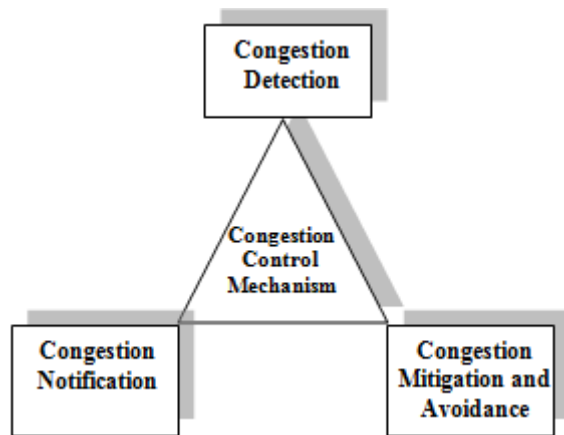 Congestion
Detection
Congestion
Control
Mechanism
Congestion
Notification
Congestion
Mitigation and
Avoidance